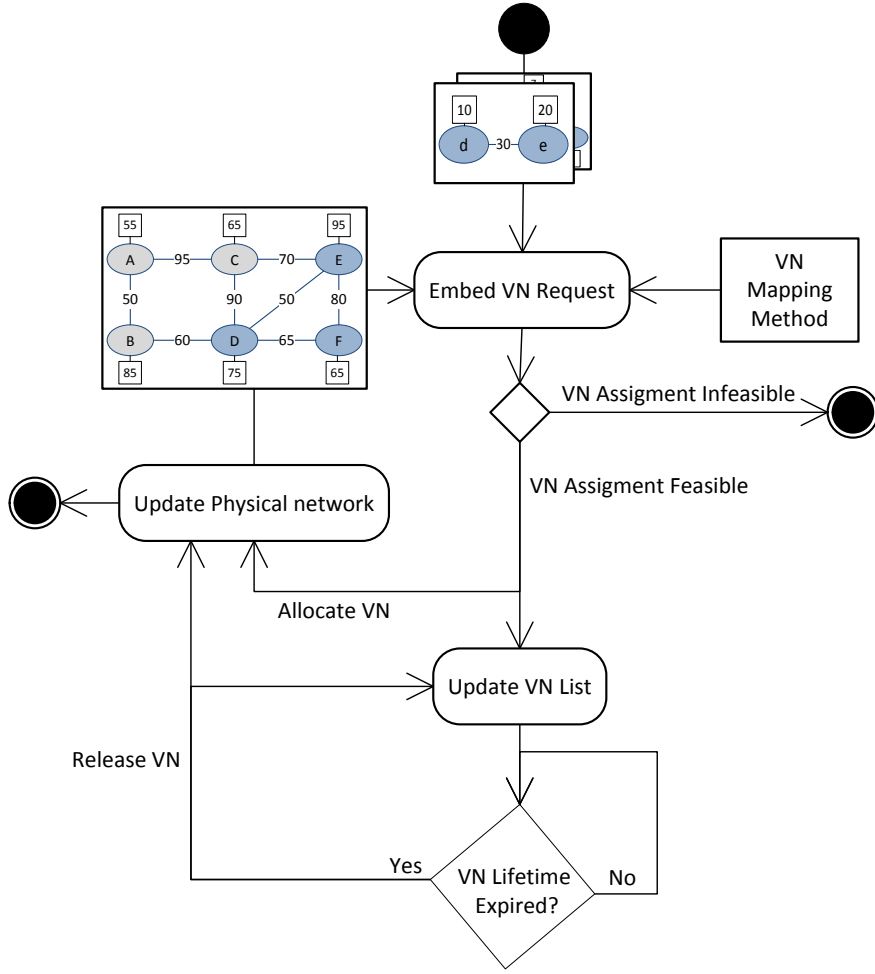 10
20
d
30
e
55
65
95
A
95
C
70
E
50
90
50
80
B
60
D
65
F
85
75
65
Embed VN Request
VN
Mapping
Method
VN Assigment Infeasible
VN Assigment Feasible
Update Physical network
Allocate VN
Update VN List
Release VN
Yes
VN Lifetime
Expired?
No